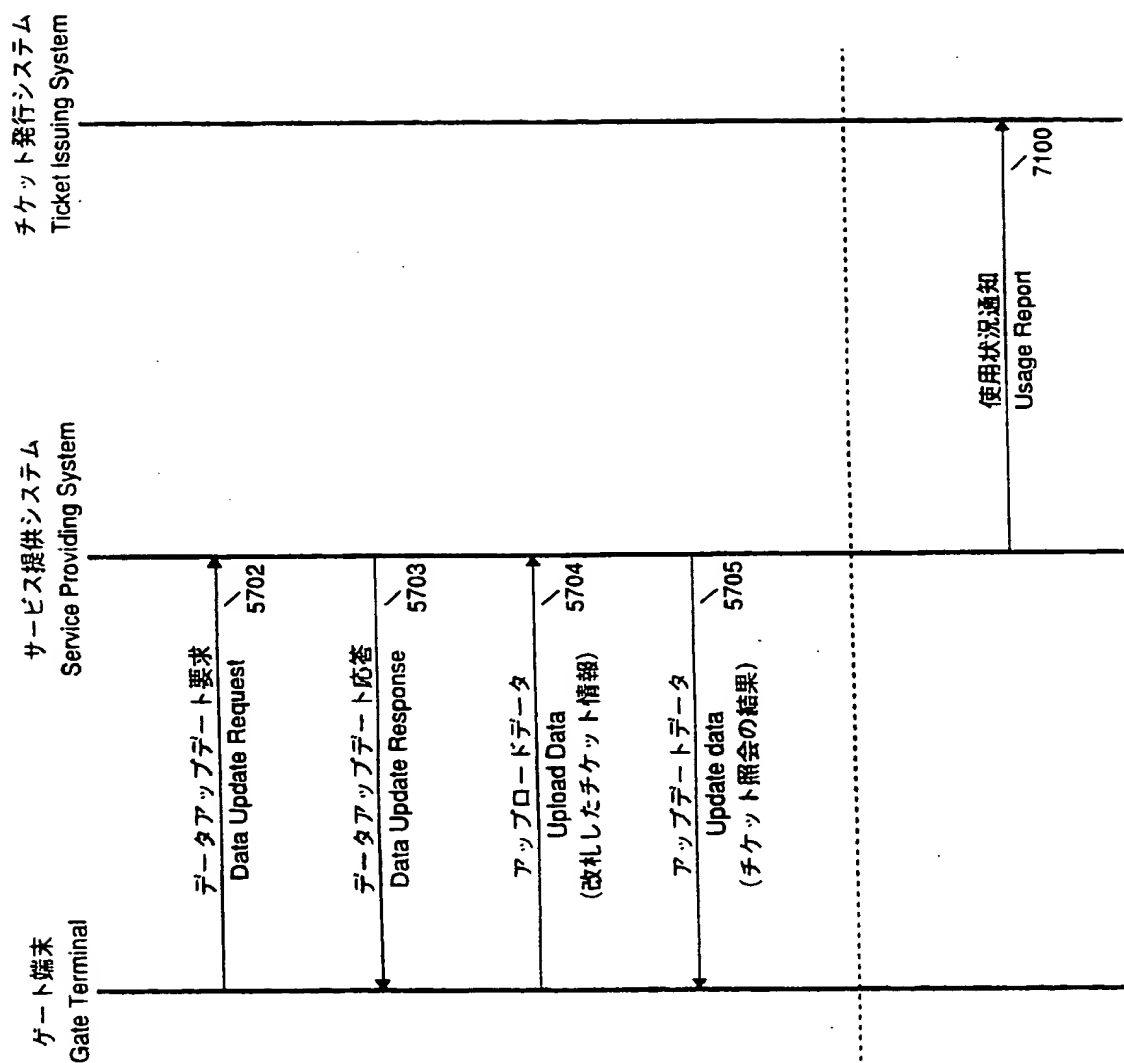 ゲート端末
Gate Terminal
サービス提供システム
Service Providing System
チケット発行システム
Ticket Issuing System
データアップデート要求
Data Update Request
5702
データアップデート応答
Data Update Response
5703
アップロードデータ
Upload Data
(改札したチケット情報)
5704
アップデートデータ
Update data
(チケット照会の結果)
5705
使用状況通知
Usage Report
7100